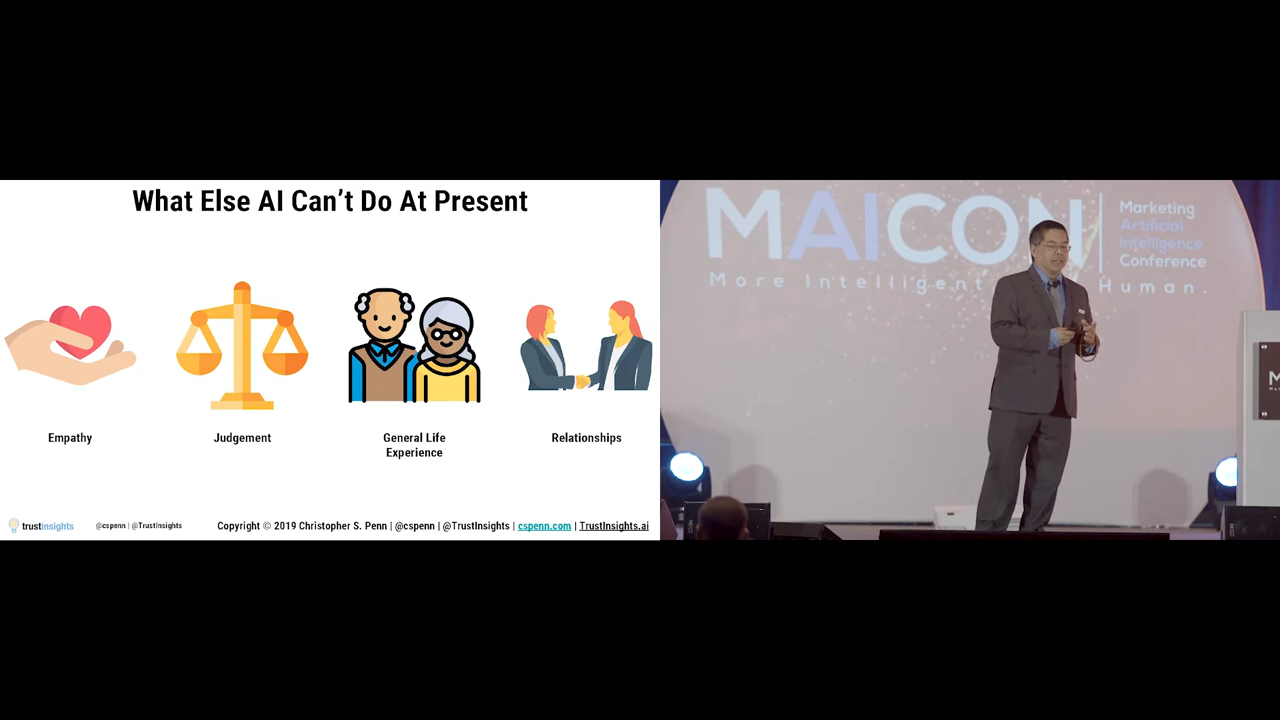 What Else AI Can't Do At Present
Empathy
Judgement
General Life
Experience
Relationships
trustinsights
@cspenn | @TrustInsights
Copyright © 2019 Christopher S. Penn | @cspenn | @TrustInsights | cspenn.com | TrustInsights.ai
MAICON
Marketing
Artificial
Intelligence
Conference
More Intelligent Human.
M